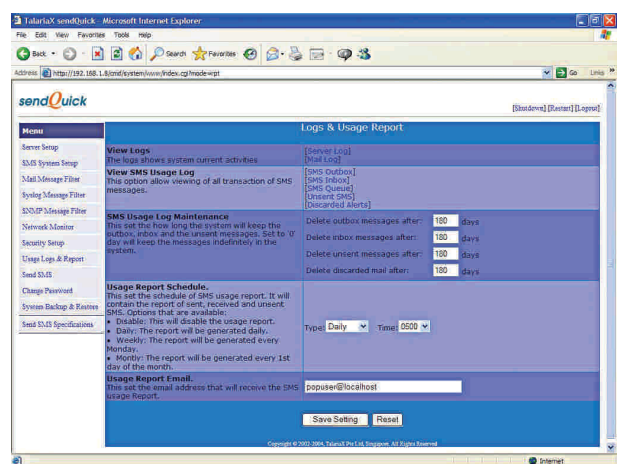 TalariaX sendQuick - Microsoft Internet Explorer
File Edit View Favorites Tools Help
Back Search Favorites
Address http://192.168.1.8/cmd/system/www/index.cgi?mode=rpt Go Links
sendQuick
[Shutdown] [Restart] [Logout]
Menu
Server Setup
SMS System Setup
Mail Message Filter
Syslog Message Filter
SNMP Message Filter
Network Monitor
Security Setup
Usage Logs & Report
Send SMS
Change Password
System Backup & Restore
Send SMS Specifications
Logs & Usage Report
View Logs
The logs shows system current activities
[Server Log]
[Mail Log]
View SMS Usage Log
This option allow viewing of all transaction of SMS
messages.
[SMS Outbox]
[SMS Inbox]
[SMS Queue]
[Unsent SMS]
[Discarded Alerts]
SMS Usage Log Maintenance
This set the how long the system will keep the
outbox, inbox and the unsent messages. Set to '0'
day will keep the messages indefinitely in the
system.
Delete outbox messages after: 180 days
Delete inbox messages after: 180 days
Delete unsent messages after: 180 days
Delete discarded mail after: 180 days
Usage Report Schedule.
This set the schedule of SMS usage report. It will
contain the report of sent, received and unsent
SMS. Options that are available:
• Disable: This will disable the usage report.
• Daily: The report will be generated daily.
• Weekly: The report will be generated every
Monday.
• Montly: The report will be generated every 1st
day of the month.
Type: Daily Time: 0500
Usage Report Email.
This set the email address that will receive the SMS
usage Report.
popuser@localhost
Save Setting Reset
Copyright © 2002-2004, TalariaX Pte Ltd, Singapore. All Rights Reserved
Internet